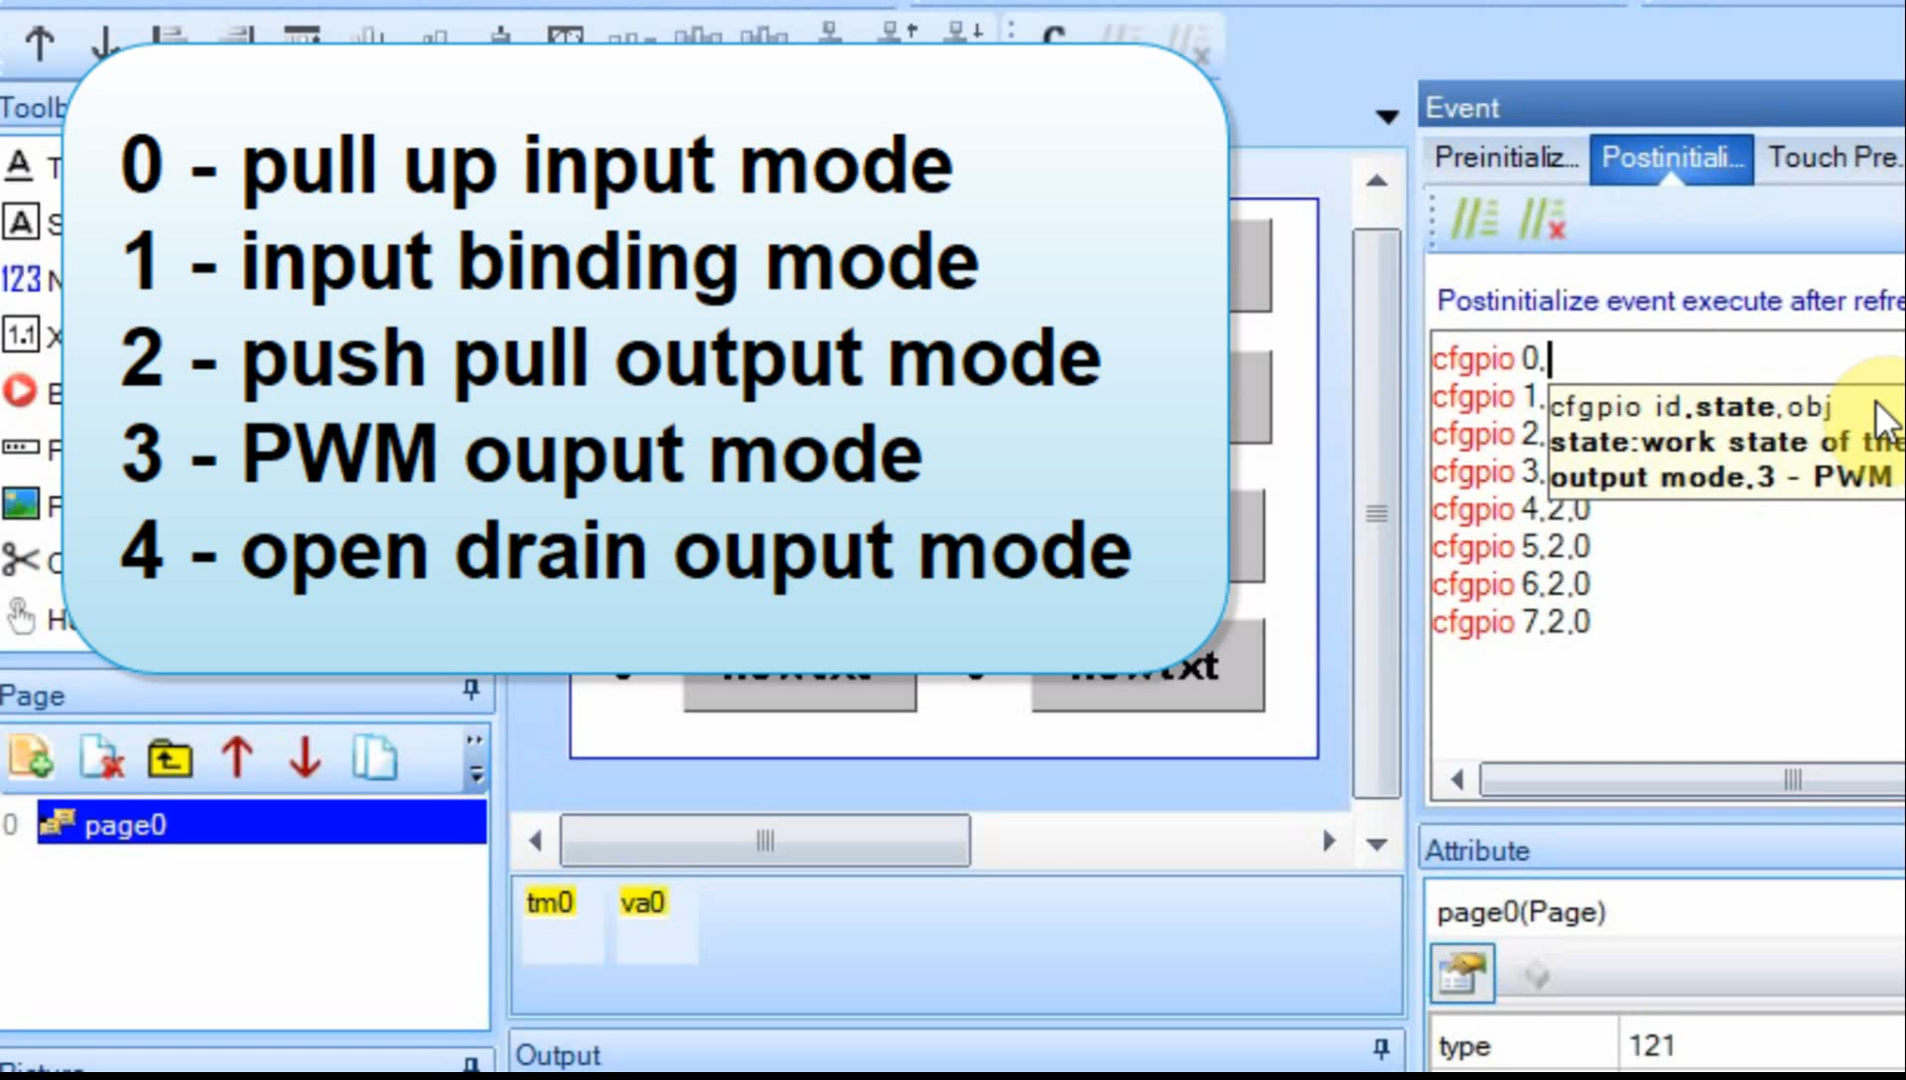 0 - pull up input mode
1 - input binding mode
2 - push pull output mode
3 - PWM ouput mode
4 - open drain ouput mode
123
1.1
Page
0 page0
tm0 va0
Output
Event
Preinitializ... Postinitiali... Touch Pre.
Postinitialize event execute after
cfgpio 0,
cfgpio 1,
cfgpio id,state,obj
cfgpio 2,
state:work state of the
cfgpio 3,
output mode,3 - PWM
cfgpio 4,2,0
cfgpio 5,2,0
cfgpio 6,2,0
cfgpio 7,2,0
Attribute
page0(Page)
type 121